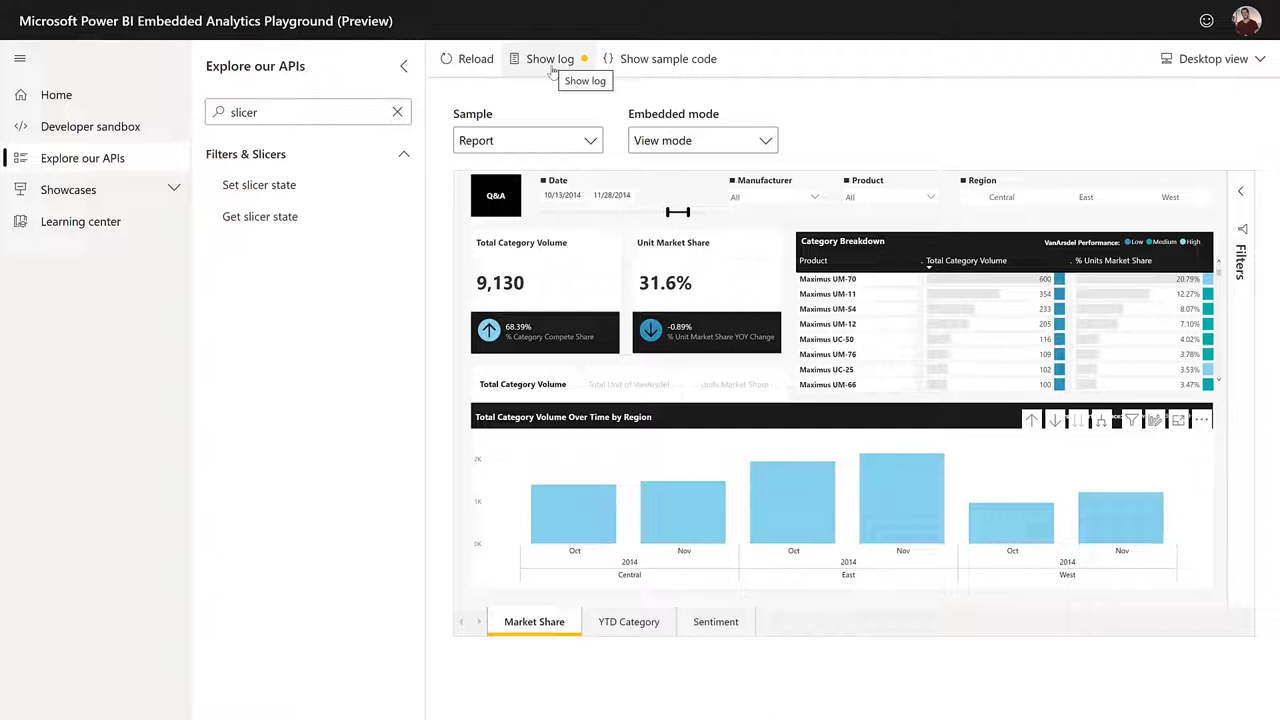 Microsoft Power BI Embedded Analytics Playground (Preview)
Home
Developer sandbox
Explore our APIs
Showcases
Learning center
Explore our APIs
slicer
Filters & Slicers
Set slicer state
Get slicer state
Reload
Show log
Show sample code
Desktop view
Show log
Sample
Embedded mode
Report
View mode
Q&A
Date
Manufacturer
Product
Region
10/13/2014 11/28/2014
All
All
Central East West
Filters
Total Category Volume
9,130
68.39%
% Category Compete Share
Unit Market Share
31.6%
-0.89%
% Unit Market Share YOY Change
Category Breakdown
VanArsdel Performance: Low Medium High
Product Total Category Volume % Units Market Share
Maximus UM-70 600 20.79%
Maximus UM-11 354 12.27%
Maximus UM-54 233 8.07%
Maximus UM-12 205 7.10%
Maximus UC-50 116 4.02%
Maximus UM-76 109 3.78%
Maximus UC-25 102 3.53%
Maximus UM-66 100 3.47%
Total Category Volume Total Unit of VanArsdel Units Market Share
Total Category Volume Over Time by Region
2K
1K
0K
Oct Nov Oct Nov Oct Nov
2014 2014 2014
Central East West
Market Share YTD Category Sentiment